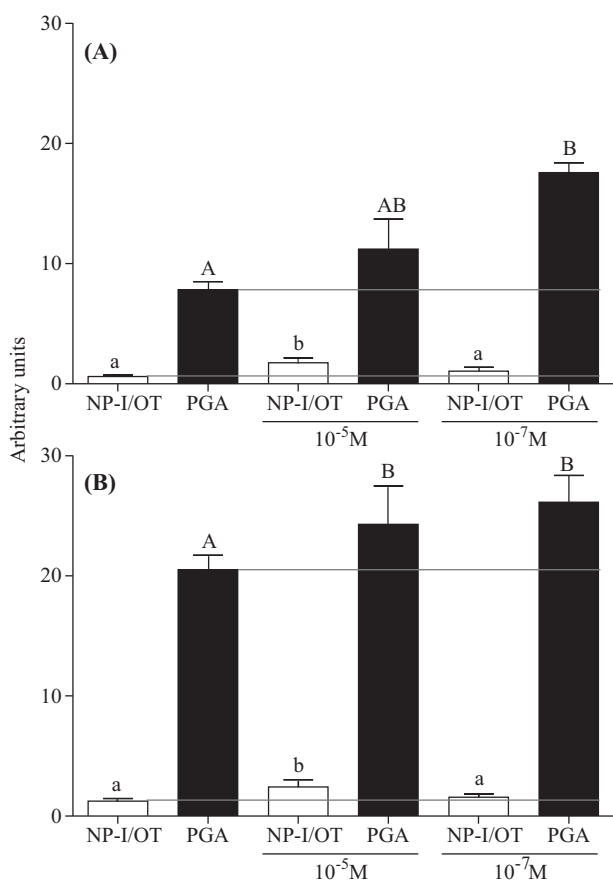 30
(A)
B
20
AB
A
10
b
a
a
0
NP-I/OT PGA NP-I/OT PGA NP-I/OT PGA
10⁻⁵M 10⁻⁷M
Arbitrary units
30
(B)
B
B
A
20
10
b
a
a
0
NP-I/OT PGA NP-I/OT PGA NP-I/OT PGA
10⁻⁵M 10⁻⁷M